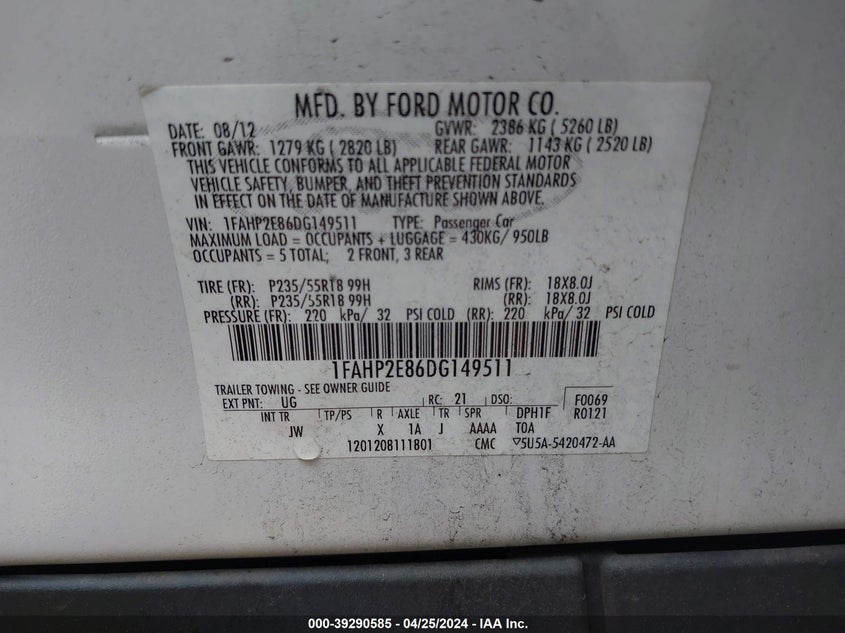 MFD. BY FORD MOTOR CO.
DATE: 08/12 GVWR: 2386 KG ( 5260 LB)
FRONT GAWR: 1279 KG ( 2820 LB) REAR GAWR: 1143 KG ( 2520 LB)
THIS VEHICLE CONFORMS TO ALL APPLICABLE FEDERAL MOTOR
VEHICLE SAFETY, BUMPER, AND THEFT PREVENTION STANDARDS
IN EFFECT ON THE DATE OF MANUFACTURE SHOWN ABOVE.
VIN: 1FAHP2E86DG149511 TYPE: Passenger Car
MAXIMUM LOAD = OCCUPANTS + LUGGAGE = 430KG/ 950LB
OCCUPANTS = 5 TOTAL; 2 FRONT, 3 REAR
TIRE (FR): P235/55R18 99H RIMS (FR): 18X8.0J
(RR): P235/55R18 99H (RR): 18X8.0J
PRESSURE (FR): 220 kPa/ 32 PSI COLD (RR): 220 kPa/ 32 PSI COLD
1FAHP2E86DG149511
TRAILER TOWING - SEE OWNER GUIDE
EXT PNT: UG RC: 21 DSO: F0069
INT TR TP/PS R AXLE TR SPR DPH1F R0121
JW X 1A J AAAA T0A
1201208111801 CMC ▽5U5A-5420472-AA
000-39290585 - 04/25/2024 - IAA Inc.